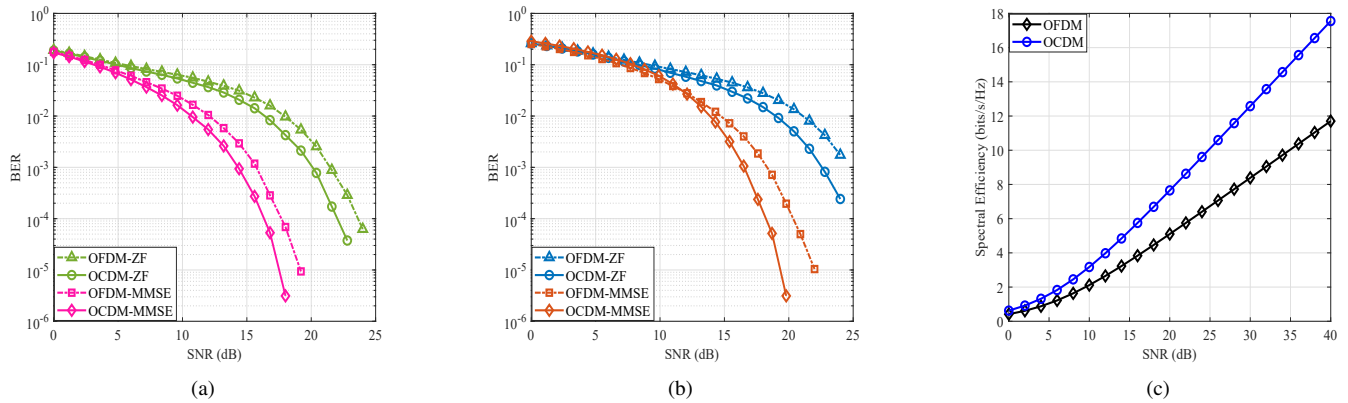 10^0
10^-1
10^-2
10^-3
10^-4
10^-5
10^-6
BER
OFDM-ZF
OCDM-ZF
OFDM-MMSE
OCDM-MMSE
0 5 10 15 20 25
SNR (dB)
(a)
10^0
10^-1
10^-2
10^-3
10^-4
10^-5
10^-6
BER
OFDM-ZF
OCDM-ZF
OFDM-MMSE
OCDM-MMSE
0 5 10 15 20 25
SNR (dB)
(b)
18
16
14
12
10
8
6
4
2
0
Spectral Efficiency (bits/s/Hz)
OFDM
OCDM
0 5 10 15 20 25 30 35 40
SNR (dB)
(c)